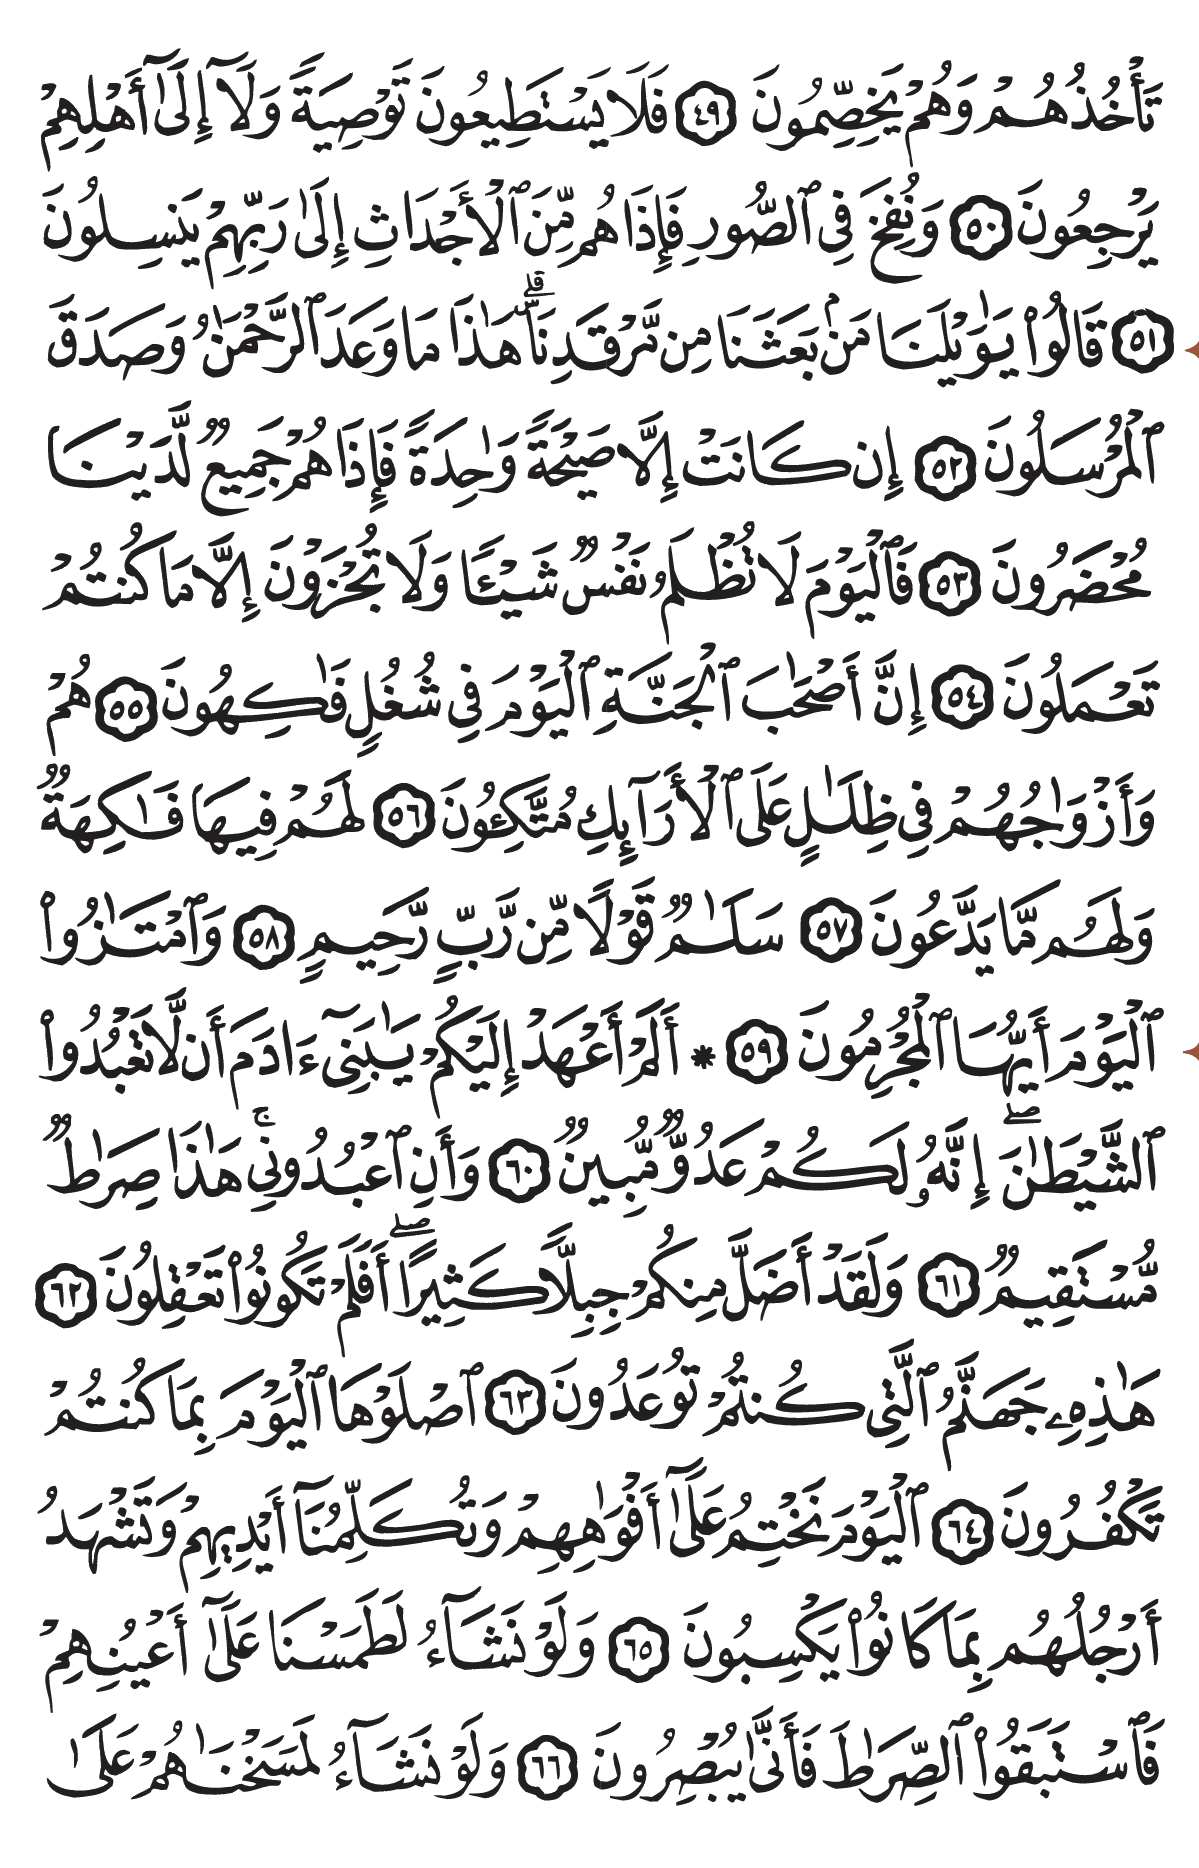 تَأْخُذُهُمْ وَهُمْ يَخِصِّمُونَ ٤٩ فَلَا يَسْتَطِيعُونَ تَوْصِيَةً وَلَآ إِلَىٰٓ أَهْلِهِمْ
يَرْجِعُونَ ٥٠ وَنُفِخَ فِى ٱلصُّورِ فَإِذَا هُم مِّنَ ٱلْأَجْدَاثِ إِلَىٰ رَبِّهِمْ يَنسِلُونَ
٥١ قَالُوا۟ يَـٰوَيْلَنَا مَنۢ بَعَثَنَا مِن مَّرْقَدِنَا ۜ ۗ هَـٰذَا مَا وَعَدَ ٱلرَّحْمَـٰنُ وَصَدَقَ
ٱلْمُرْسَلُونَ ٥٢ إِن كَانَتْ إِلَّا صَيْحَةً وَٰحِدَةً فَإِذَا هُمْ جَمِيعٌ لَّدَيْنَا
مُحْضَرُونَ ٥٣ فَٱلْيَوْمَ لَا تُظْلَمُ نَفْسٌ شَيْـًٔا وَلَا تُجْزَوْنَ إِلَّا مَا كُنتُمْ
تَعْمَلُونَ ٥٤ إِنَّ أَصْحَـٰبَ ٱلْجَنَّةِ ٱلْيَوْمَ فِى شُغُلٍ فَـٰكِهُونَ ٥٥ هُمْ
وَأَزْوَٰجُهُمْ فِى ظِلَـٰلٍ عَلَى ٱلْأَرَآئِكِ مُتَّكِـُٔونَ ٥٦ لَهُمْ فِيهَا فَـٰكِهَةٌ
وَلَهُم مَّا يَدَّعُونَ ٥٧ سَلَـٰمٌ قَوْلًا مِّن رَّبٍّ رَّحِيمٍ ٥٨ وَٱمْتَـٰزُوا۟
ٱلْيَوْمَ أَيُّهَا ٱلْمُجْرِمُونَ ٥٩ ۞ أَلَمْ أَعْهَدْ إِلَيْكُمْ يَـٰبَنِىٓ ءَادَمَ أَن لَّا تَعْبُدُوا۟
ٱلشَّيْطَـٰنَ ۖ إِنَّهُۥ لَكُمْ عَدُوٌّ مُّبِينٌ ٦٠ وَأَنِ ٱعْبُدُونِى ۚ هَـٰذَا صِرَٰطٌ
مُّسْتَقِيمٌ ٦١ وَلَقَدْ أَضَلَّ مِنكُمْ جِبِلًّا كَثِيرًا ۖ أَفَلَمْ تَكُونُوا۟ تَعْقِلُونَ ٦٢
هَـٰذِهِۦ جَهَنَّمُ ٱلَّتِى كُنتُمْ تُوعَدُونَ ٦٣ ٱصْلَوْهَا ٱلْيَوْمَ بِمَا كُنتُمْ
تَكْفُرُونَ ٦٤ ٱلْيَوْمَ نَخْتِمُ عَلَىٰٓ أَفْوَٰهِهِمْ وَتُكَلِّمُنَآ أَيْدِيهِمْ وَتَشْهَدُ
أَرْجُلُهُم بِمَا كَانُوا۟ يَكْسِبُونَ ٦٥ وَلَوْ نَشَآءُ لَطَمَسْنَا عَلَىٰٓ أَعْيُنِهِمْ
فَٱسْتَبَقُوا۟ ٱلصِّرَٰطَ فَأَنَّىٰ يُبْصِرُونَ ٦٦ وَلَوْ نَشَآءُ لَمَسَخْنَـٰهُمْ عَلَىٰ